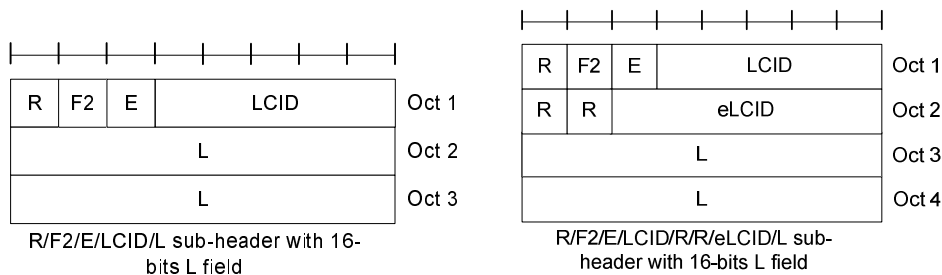 R F2 E LCID Oct 1
L Oct 2
L Oct 3
R/F2/E/LCID/L sub-header with 16-
bits L field
R F2 E LCID Oct 1
R R eLCID Oct 2
L Oct 3
L Oct 4
R/F2/E/LCID/R/R/eLCID/L sub-
header with 16-bits L field